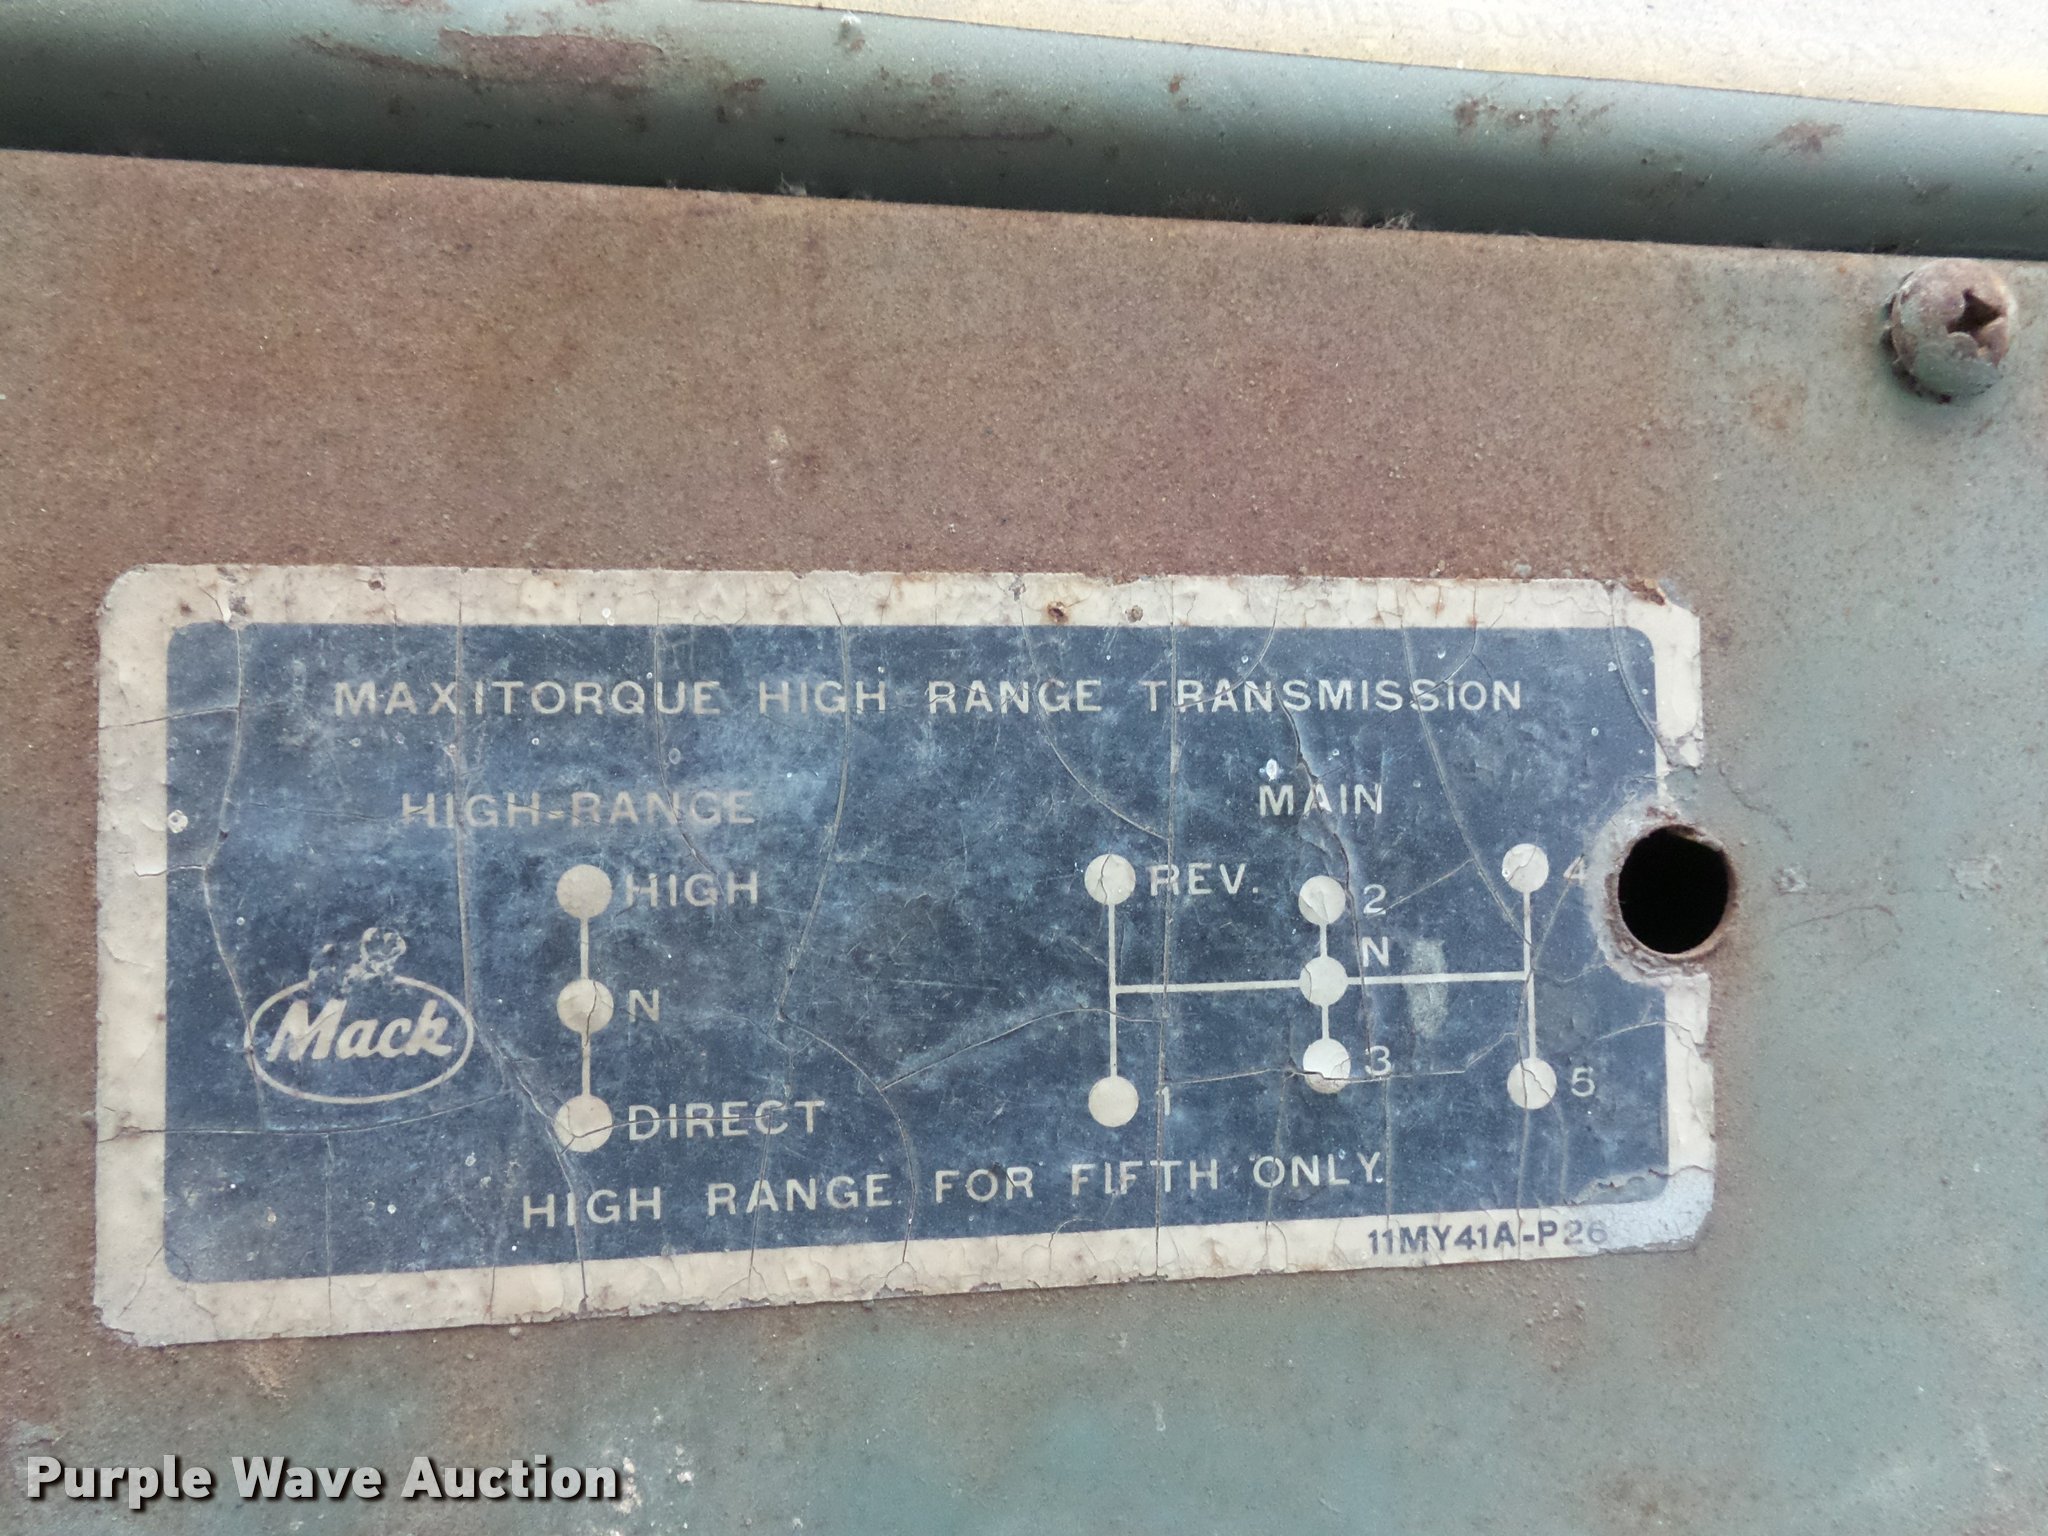 MAXITORQUE HIGH RANGE TRANSMISSION
HIGH-RANGE
MAIN
HIGH
REV.
2
4
N
N
Mack
3
5
DIRECT
1
HIGH RANGE FOR FIFTH ONLY.
11MY41A-P26
Purple Wave Auction